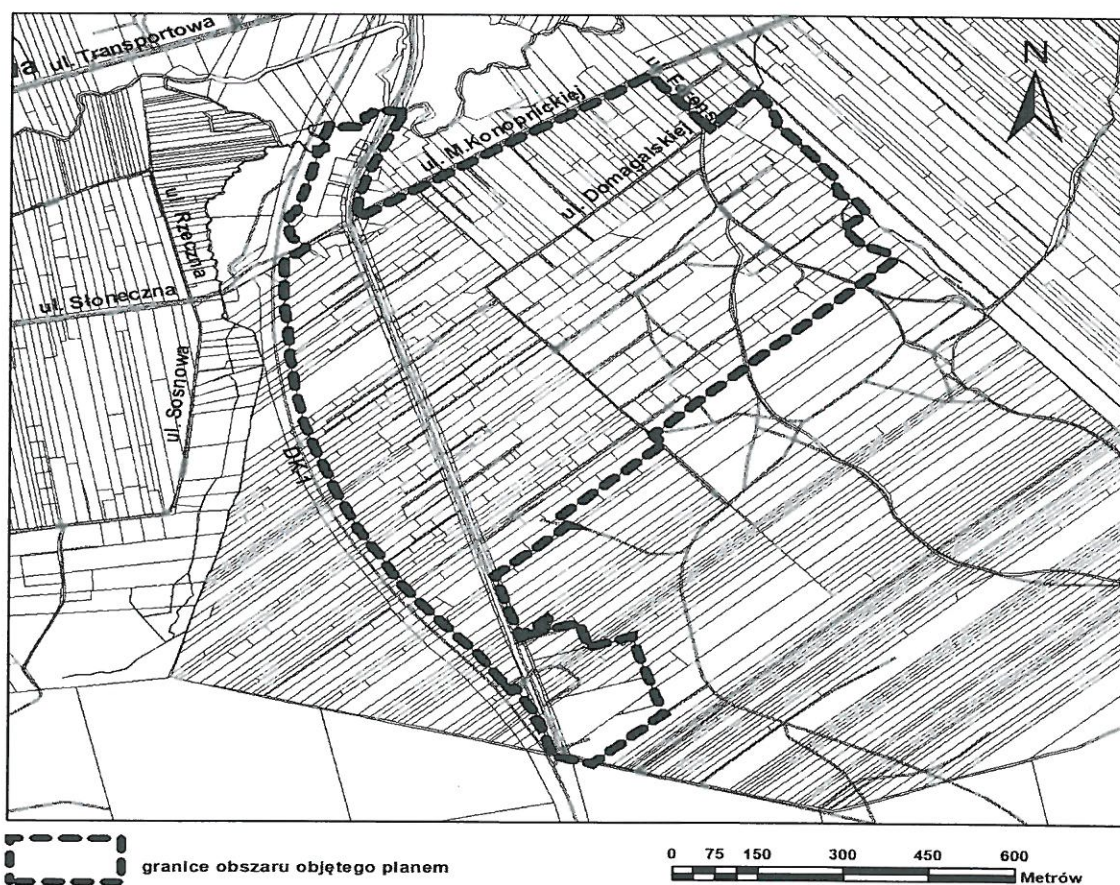 ul. Transportowa
N
ul. M.Konopnickiej
ul. Domagalskiej
ul. Rzeczna
ul. Słoneczna
ul. Sosnowa
DK-1
granice obszaru objętego planem
0 75 150 300 450 600
Metrów